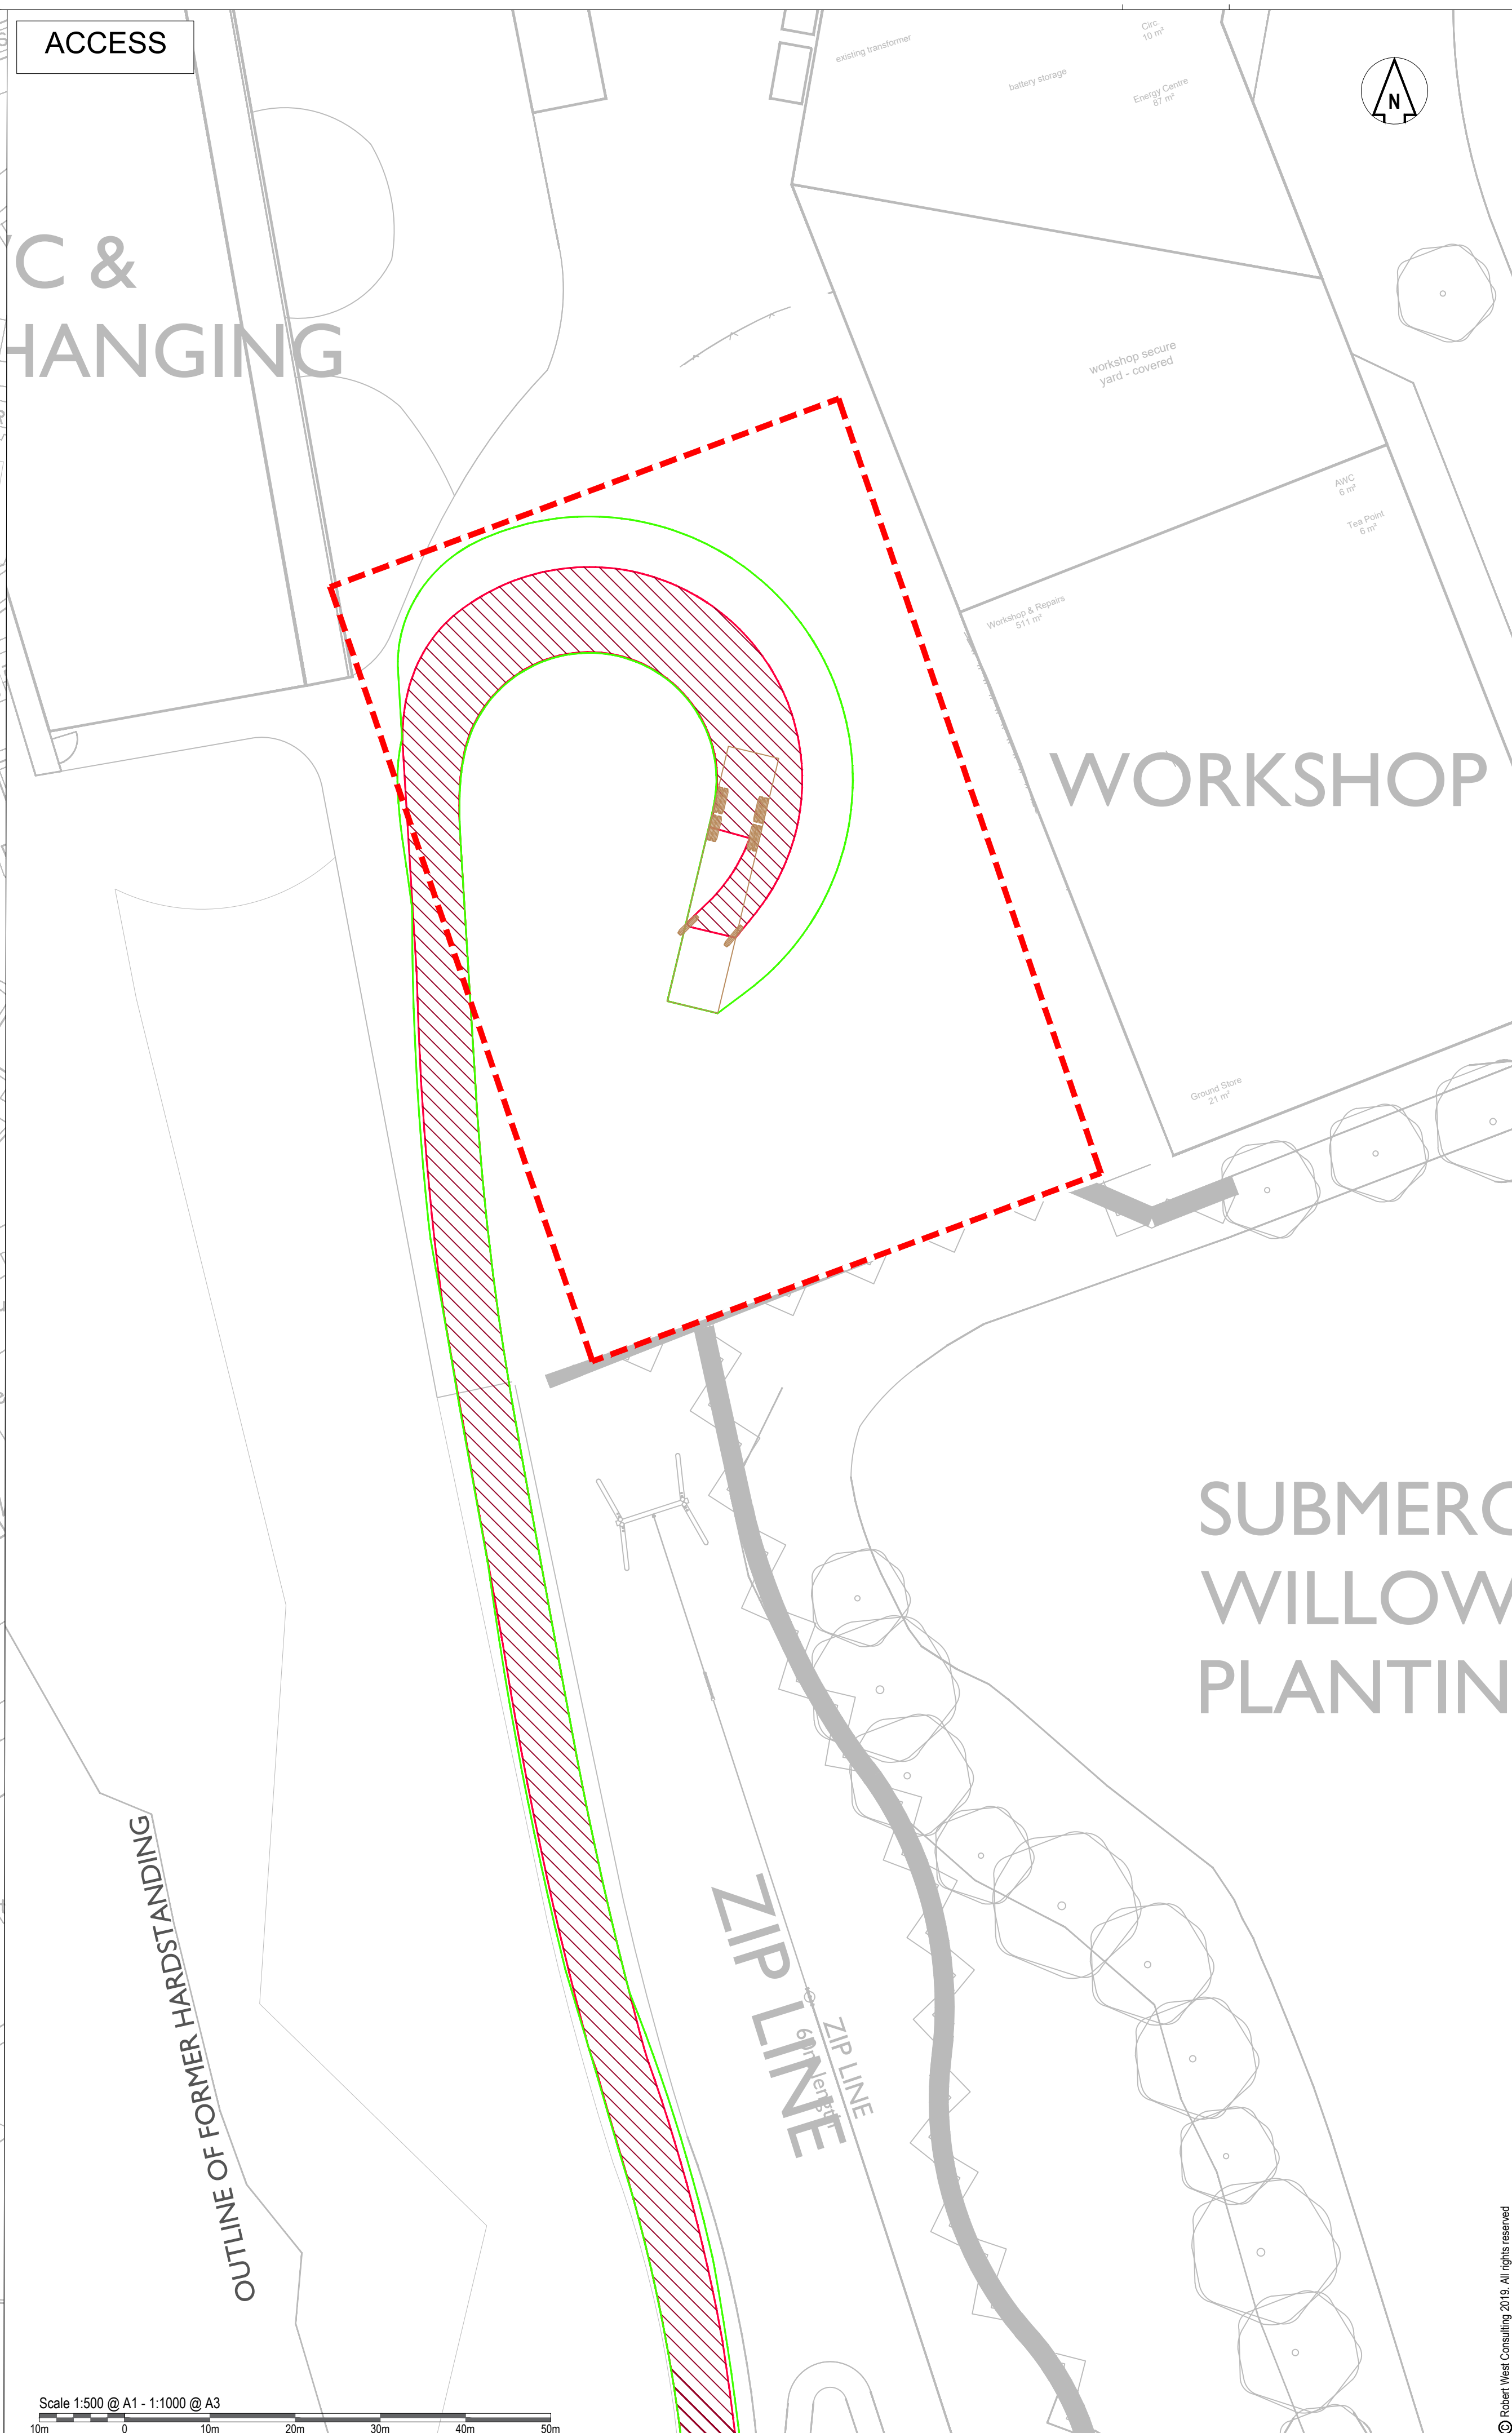 ACCESS
existing transformer
battery storage
Circ.
10 m²
Energy Centre
87 m²
N
C &
HANGING
workshop secure
yard - covered
AWC
6 m²
Tea Point
6 m²
Workshop & Repairs
511 m²
WORKSHOP
Ground Store
21 m²
SUBMERG
WILLOW
PLANTIN
ZIP LINE
ZIP LINE
60m length
OUTLINE OF FORMER HARDSTANDING
Scale 1:500 @ A1 - 1:1000 @ A3
10m 0 10m 20m 30m 40m 50m
© Robert West Consulting 2019. All rights reserved